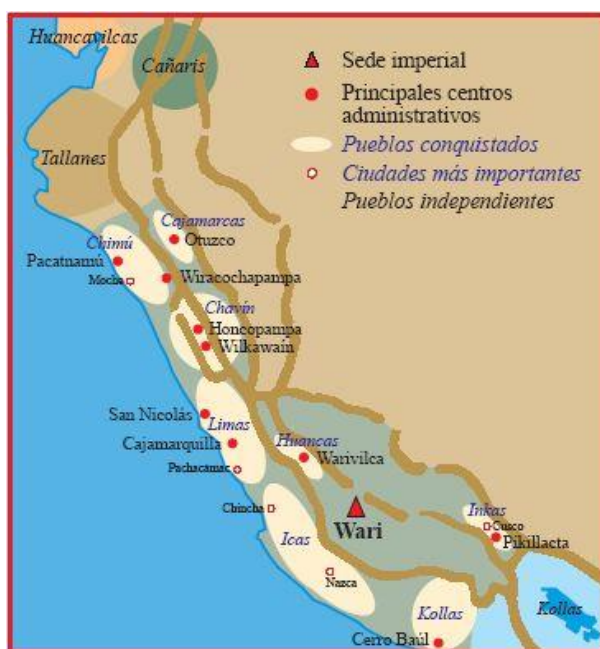 Huancavilcas
Cañaris
Tallanes
Sede imperial
Principales centros
administrativos
Pueblos conquistados
Ciudades más importantes
Pueblos independientes
Cajamarcas
Otuzco
Chimú
Pacatnamú
Moche
Wiracochapampa
Chavín
Honcopampa
Wilkawaín
San Nicolás
Limas
Cajamarquilla
Pachacámac
Huancas
Warivilca
Chincha
Wari
Icas
Nazca
Inkas
Cusco
Pikillacta
Kollas
Cerro Baúl
Kollas